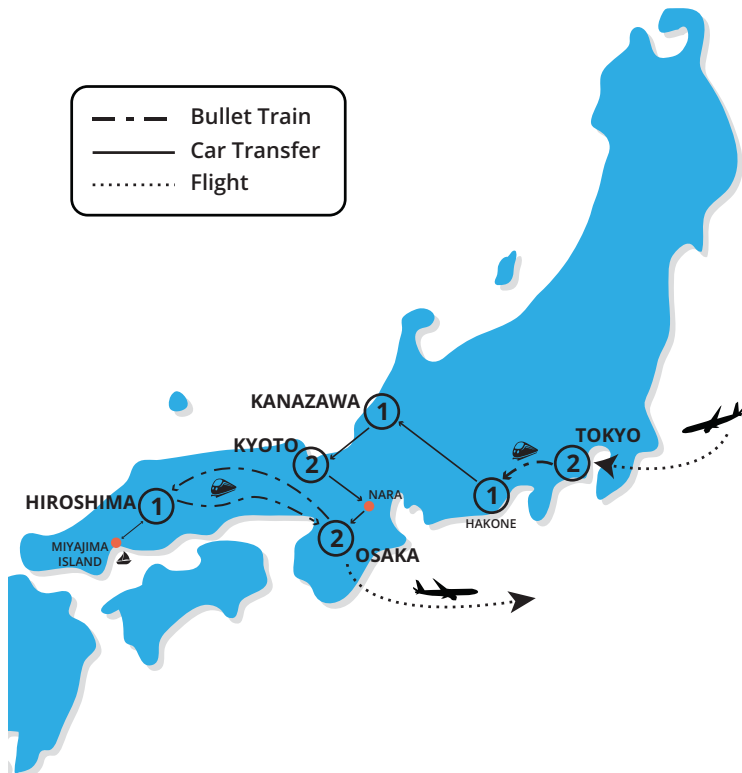 Bullet Train
Car Transfer
Flight
KANAZAWA
1
TOKYO
2
KYOTO
2
HIROSHIMA
1
NARA
1
HAKONE
2
OSAKA
MIYAJIMA
ISLAND